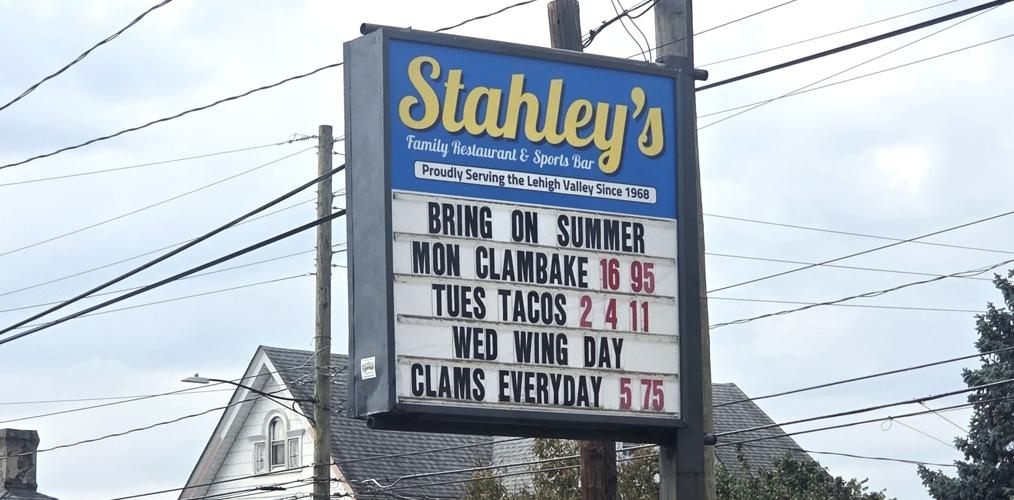 Stahley's
Family Restaurant & Sports Bar
Proudly Serving the Lehigh Valley Since 1968
BRING ON SUMMER
MON CLAMBAKE 16 95
TUES TACOS 2 4 11
WED WING DAY
CLAMS EVERYDAY 5 75